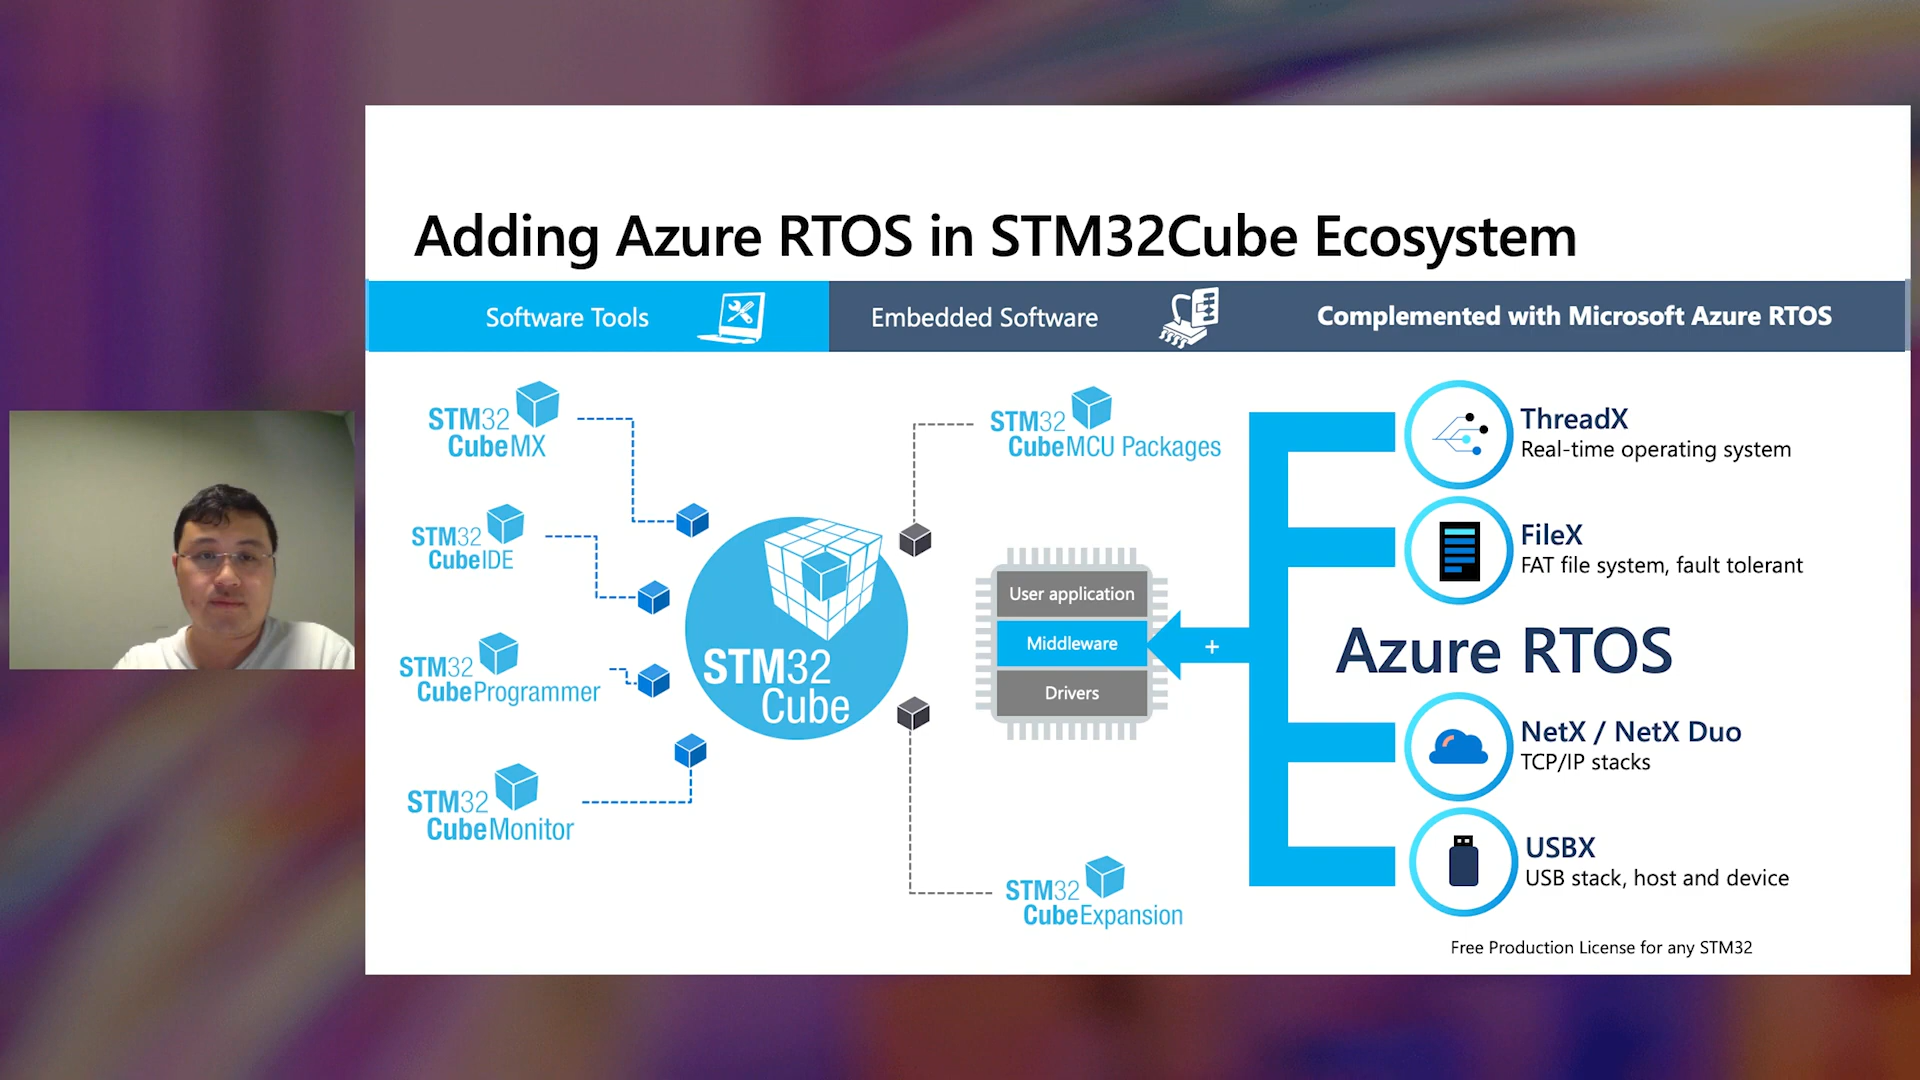 Adding Azure RTOS in STM32Cube Ecosystem
Software Tools
Embedded Software
Complemented with Microsoft Azure RTOS
STM32
CubeMX
STM32
CubeIDE
STM32
CubeProgrammer
STM32
CubeMonitor
STM32
Cube
STM32
CubeMCU Packages
User application
Middleware
Drivers
+
STM32
CubeExpansion
ThreadX
Real-time operating system
FileX
FAT file system, fault tolerant
Azure RTOS
NetX / NetX Duo
TCP/IP stacks
USBX
USB stack, host and device
Free Production License for any STM32